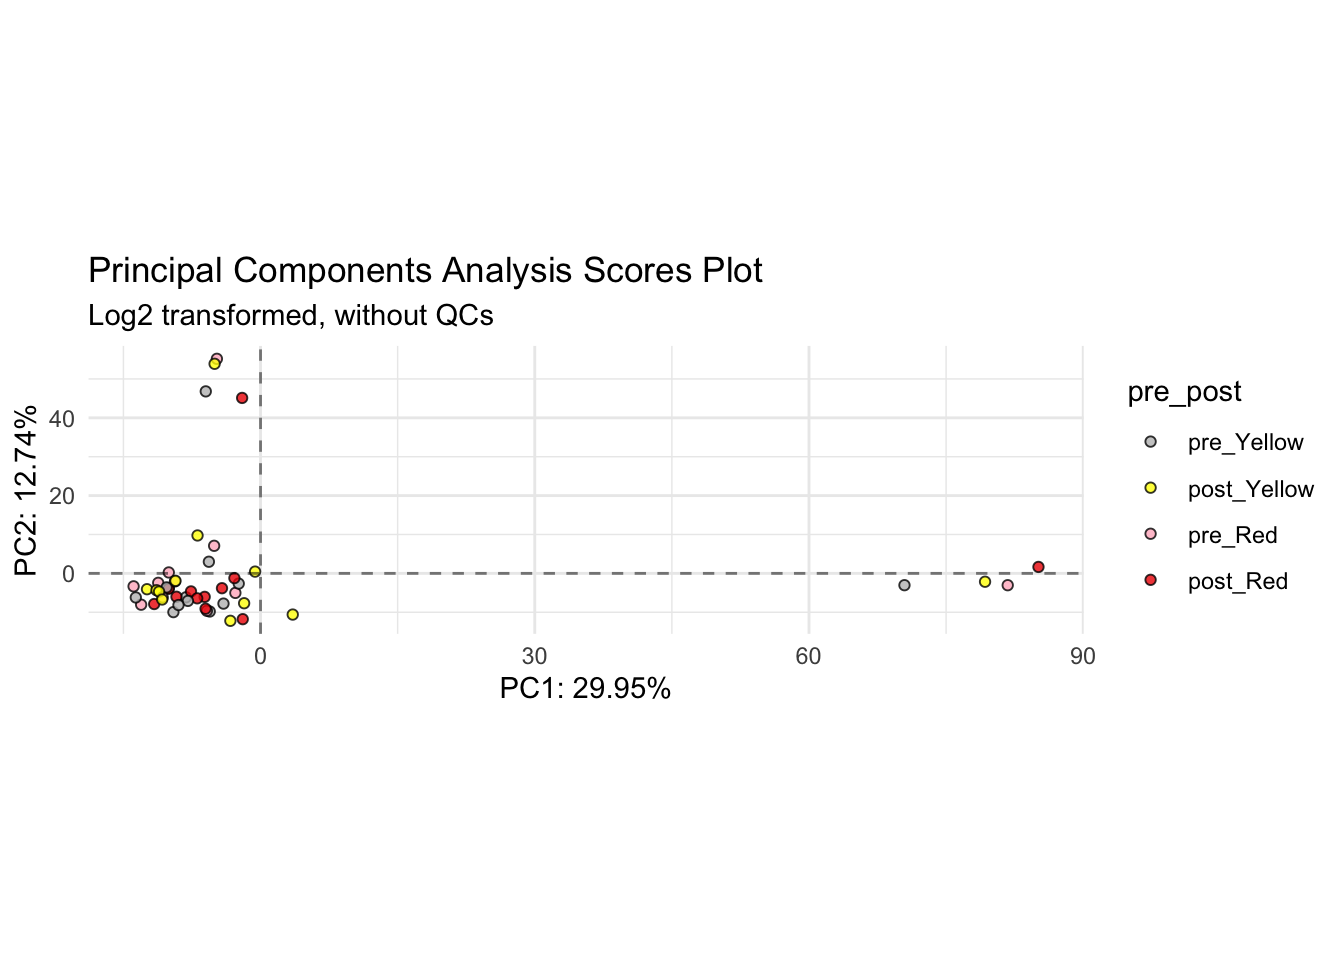 Principal Components Analysis Scores Plot
Log2 transformed, without QCs
PC2: 12.74%
40
20
0
0
30
60
90
PC1: 29.95%
pre_post
pre_Yellow
post_Yellow
pre_Red
post_Red